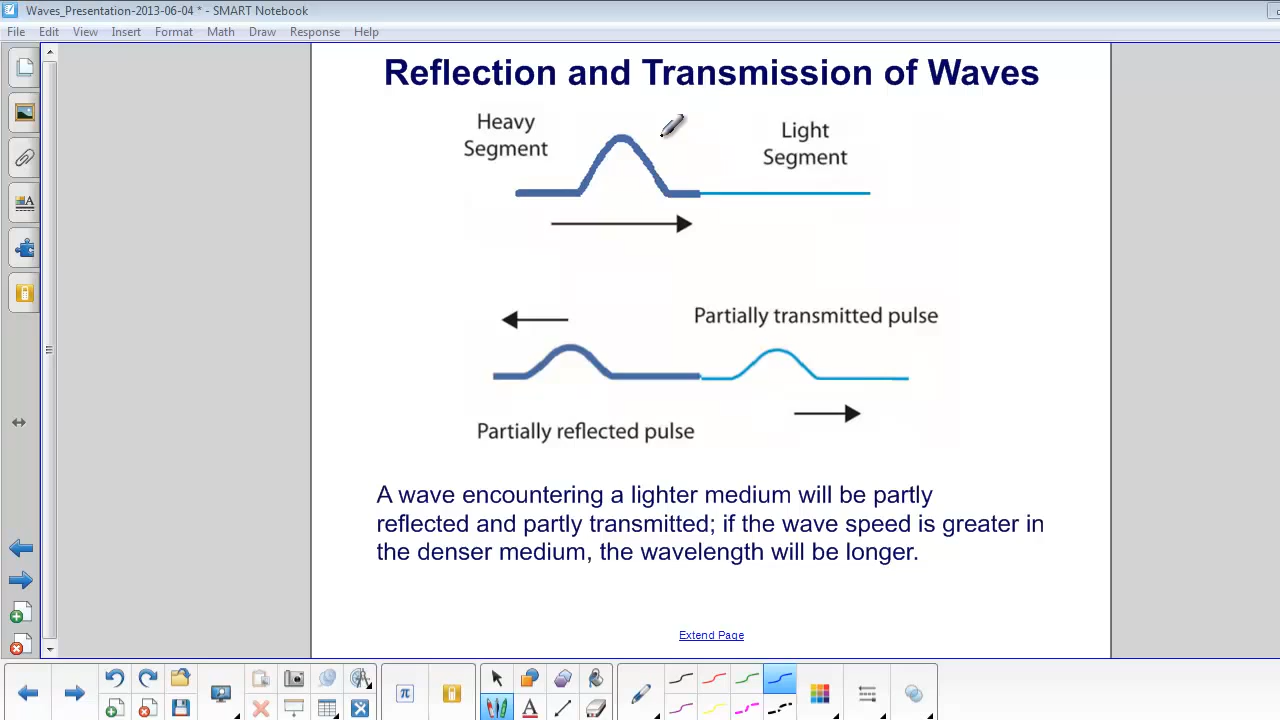 Waves_Presentation-2013-06-04 * - SMART Notebook
File Edit View Insert Format Math Draw Response Help
Reflection and Transmission of Waves
Heavy
Segment
Light
Segment
Partially transmitted pulse
Partially reflected pulse
A wave encountering a lighter medium will be partly
reflected and partly transmitted; if the wave speed is greater in
the denser medium, the wavelength will be longer.
Extend Page